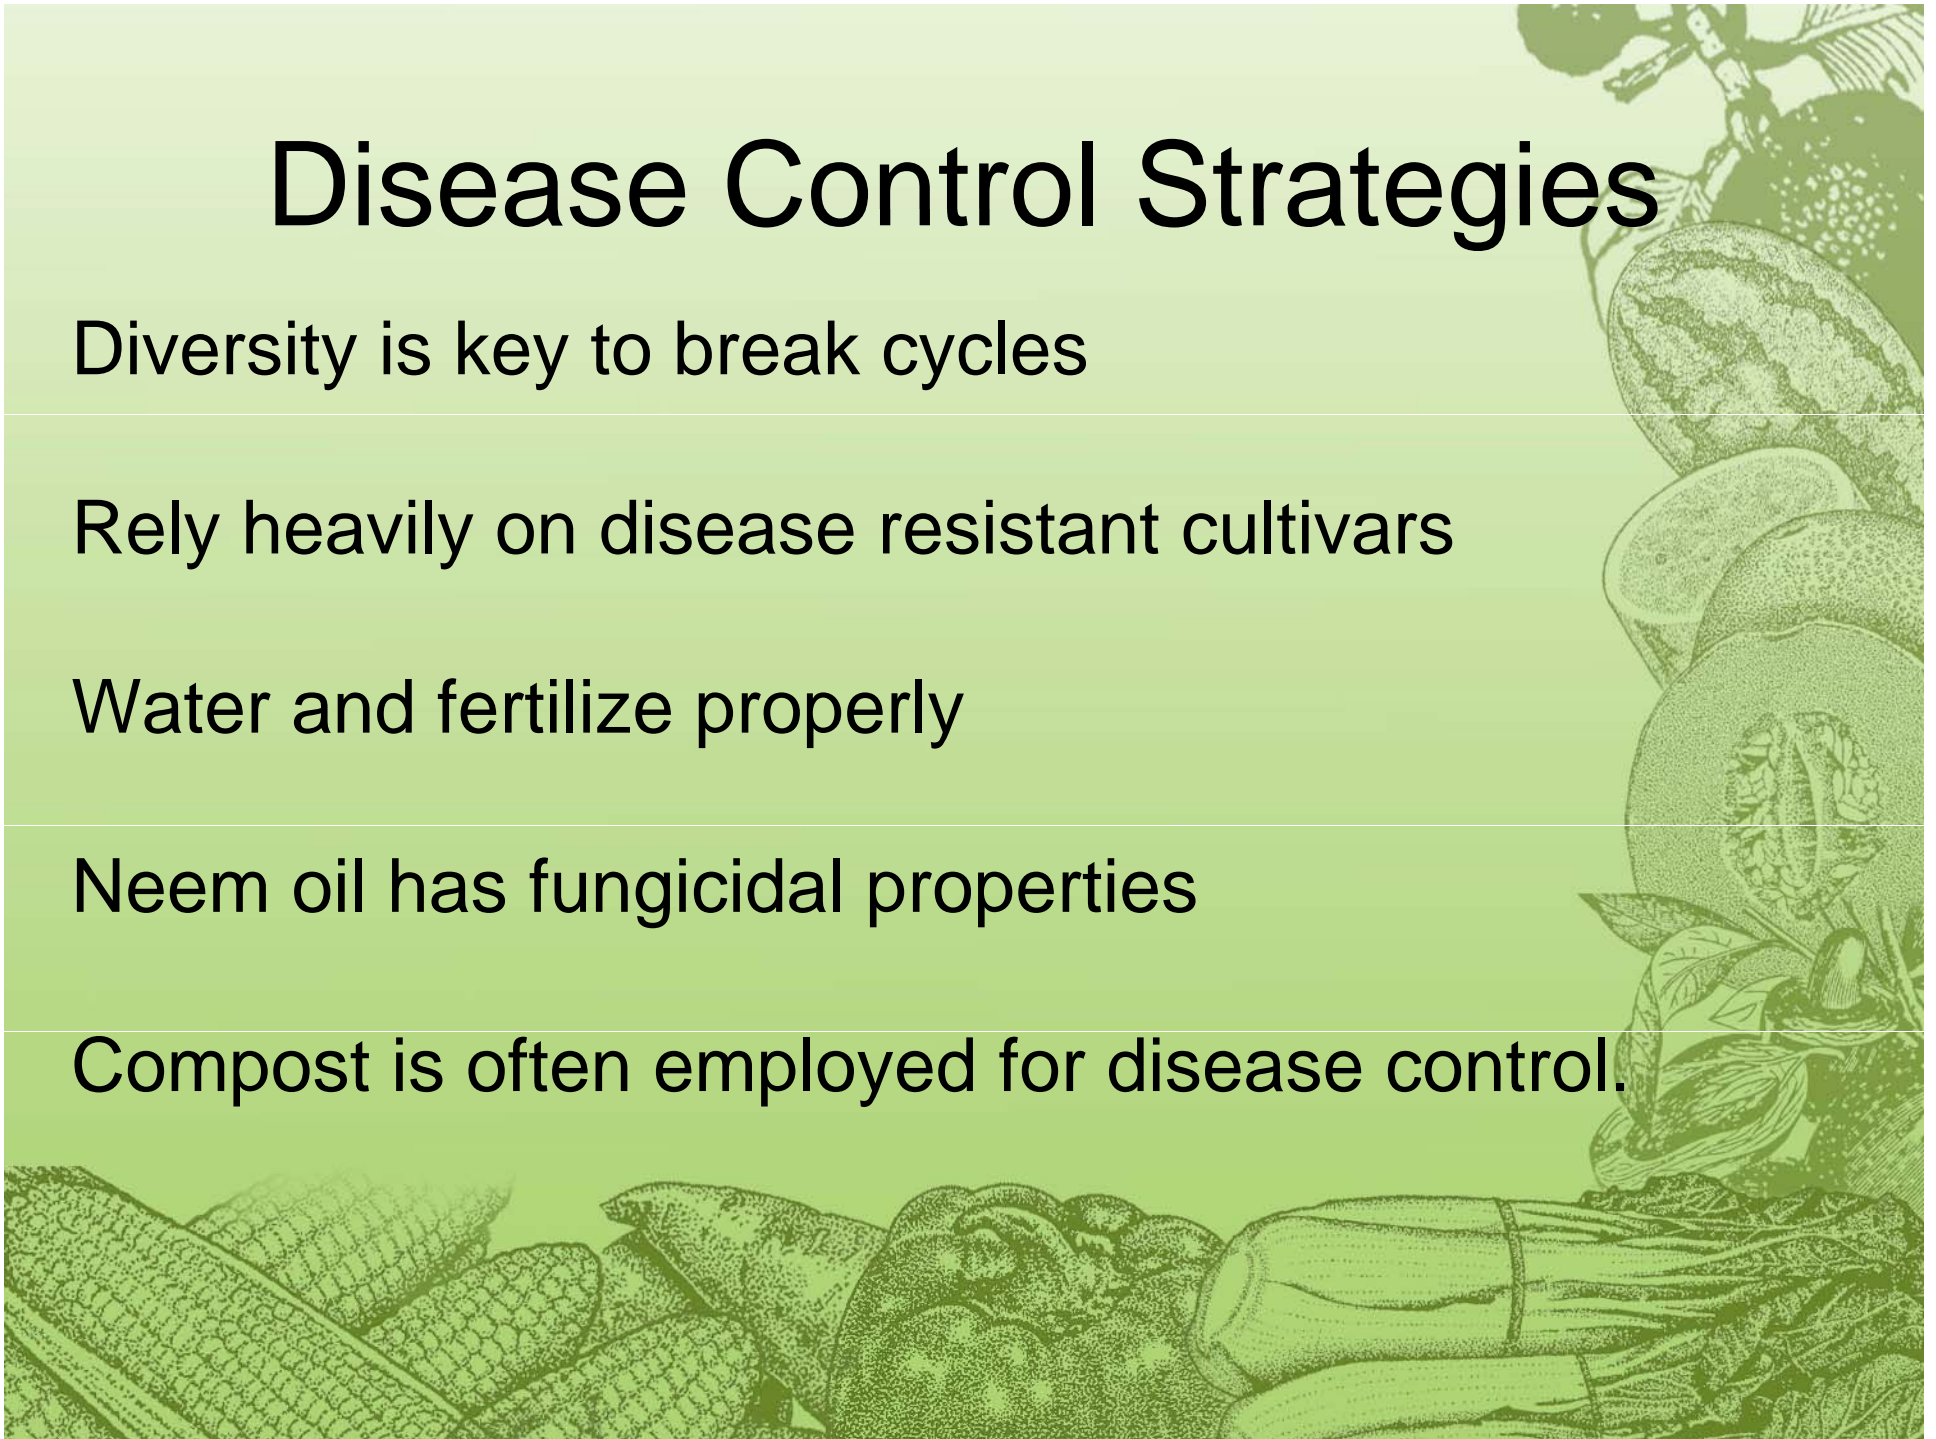 Disease Control Strategies
Diversity is key to break cycles
Rely heavily on disease resistant cultivars
Water and fertilize properly
Neem oil has fungicidal properties
Compost is often employed for disease control.